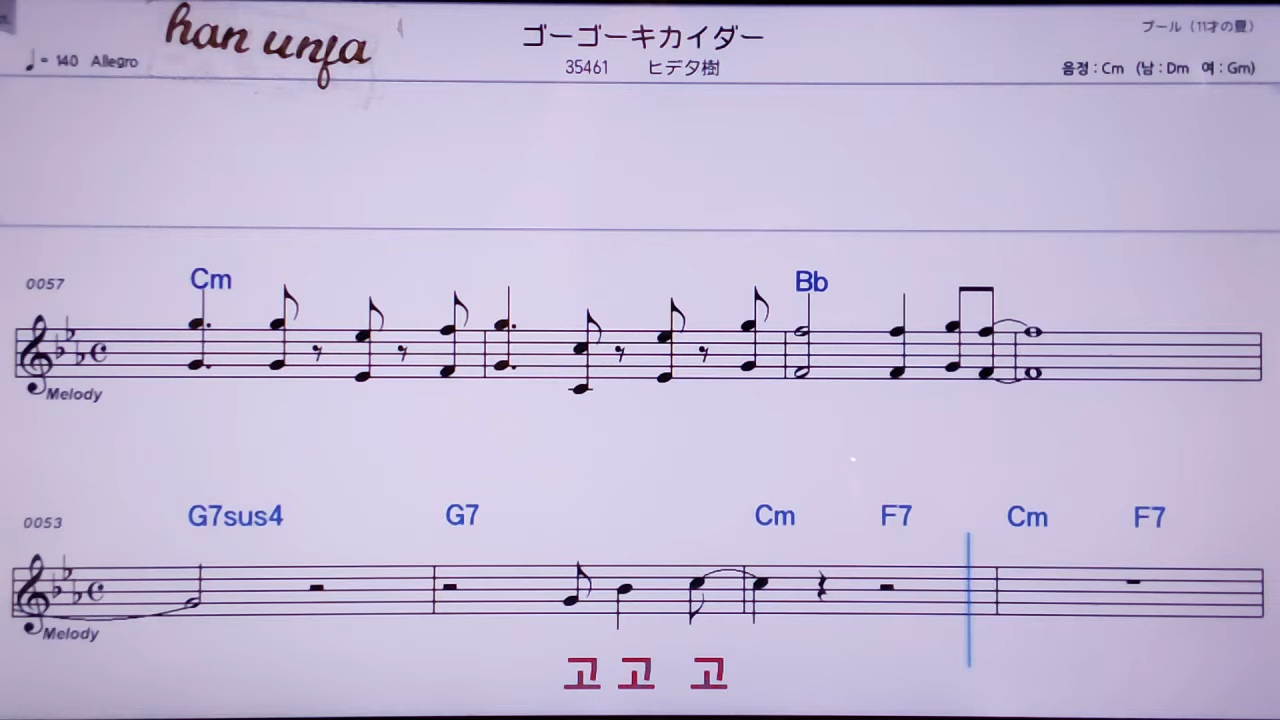 han unfa
ゴーゴーキカイダー
プール（11才の夏）
♩= 140 Allegro
35461 ヒデタ樹
음정 : Cm (남 : Dm 여 : Gm)
0057 Cm Bb
Melody
0053 G7sus4 G7 Cm F7 Cm F7
Melody
고 고 고